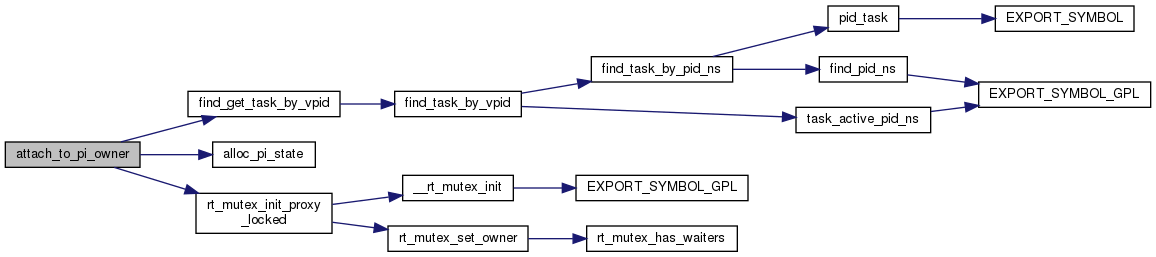 pid_task
EXPORT_SYMBOL
find_task_by_pid_ns
find_pid_ns
find_get_task_by_vpid
find_task_by_vpid
EXPORT_SYMBOL_GPL
task_active_pid_ns
attach_to_pi_owner
alloc_pi_state
__rt_mutex_init
EXPORT_SYMBOL_GPL
rt_mutex_init_proxy
_locked
rt_mutex_set_owner
rt_mutex_has_waiters